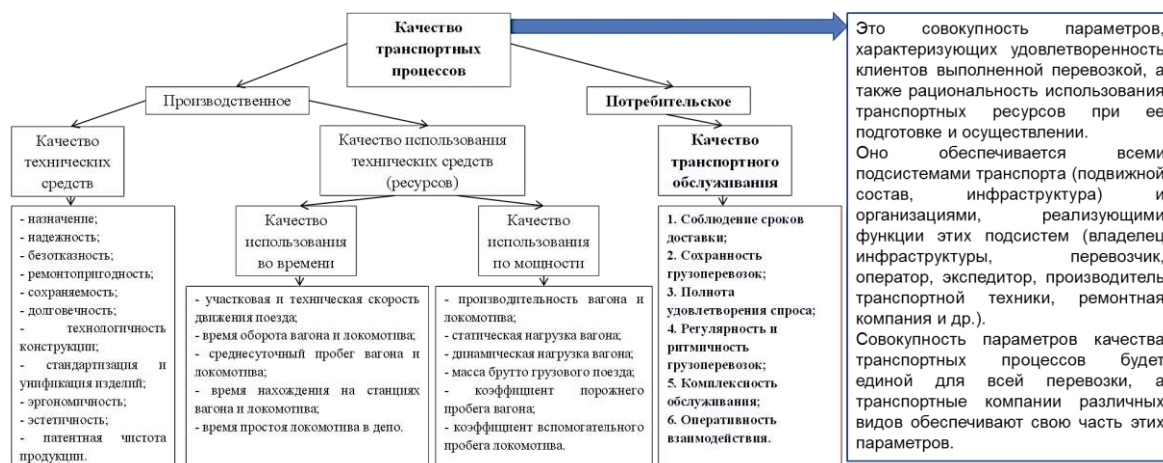 Качество
транспортных
процессов
Производственное
Потребительское
Качество
технических
средств
Качество использования
технических средств
(ресурсов)
Качество
транспортного
обслуживания
- назначение;
- надежность;
- безотказность;
- ремонтопригодность;
- сохраняемость;
- долговечность;
- технологичность
конструкции;
- стандартизация и
унификация изделий;
- эргономичность;
- эстетичность;
- патентная чистота
продукции.
Качество
использования
во времени
Качество
использования
по мощности
- участковая и техническая скорость
движения поезда;
- время оборота вагона и локомотива;
- среднесуточный пробег вагона и
локомотива;
- время нахождения на станциях
вагона и локомотива;
- время простоя локомотива в депо.
- производительность вагона и
локомотива;
- статическая нагрузка вагона;
- динамическая нагрузка вагона;
- масса брутто грузового поезда;
- коэффициент порожнего
пробега вагона;
- коэффициент вспомогательного
пробега локомотива.
1. Соблюдение сроков
доставки;
2. Сохранность
грузоперевозок;
3. Полнота
удовлетворения спроса;
4. Регулярность и
ритмичность
грузоперевозок;
5. Комплексность
обслуживания;
6. Оперативность
взаимодействия.
Это совокупность параметров,
характеризующих удовлетворенность
клиентов выполненной перевозкой, а
также рациональность использования
транспортных ресурсов при ее
подготовке и осуществлении.
Оно обеспечивается всеми
подсистемами транспорта (подвижной
состав, инфраструктура) и
организациями, реализующими
функции этих подсистем (владелец
инфраструктуры, перевозчик,
оператор, экспедитор, производитель
транспортной техники, ремонтная
компания и др.).
Совокупность параметров качества
транспортных процессов будет
единой для всей перевозки, а
транспортные компании различных
видов обеспечивают свою часть этих
параметров.